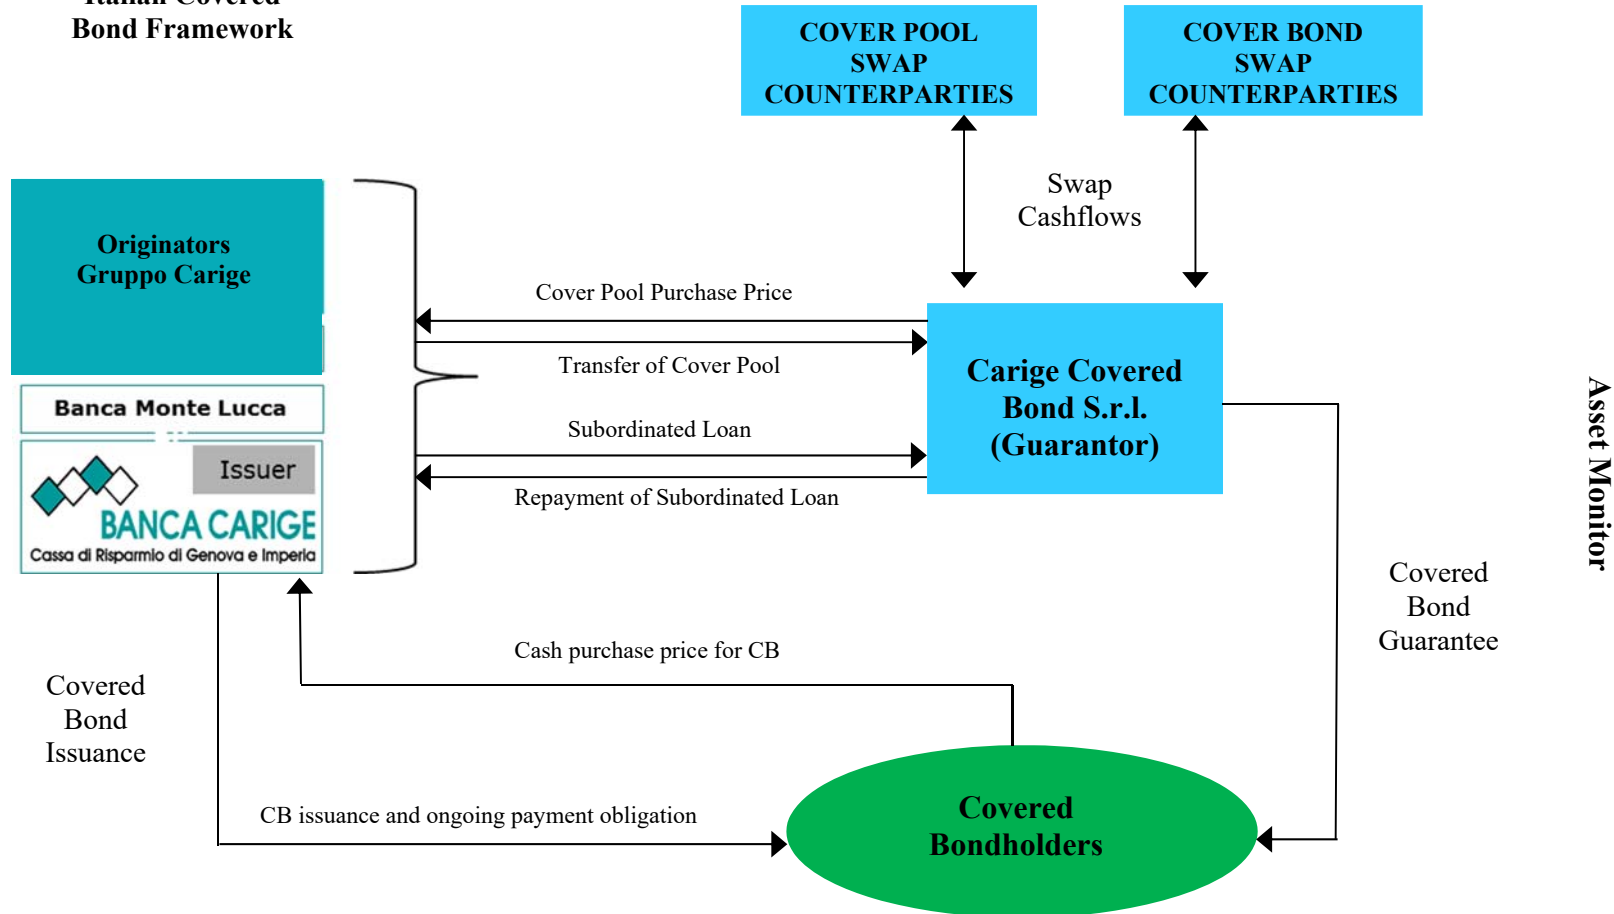 Italian Covered
Bond Framework
COVER POOL
SWAP
COUNTERPARTIES
COVER BOND
SWAP
COUNTERPARTIES
Swap
Cashflows
Originators
Gruppo Carige
Cover Pool Purchase Price
Transfer of Cover Pool
Carige Covered
Bond S.r.l.
(Guarantor)
Banca Monte Lucca
Subordinated Loan
Issuer
Repayment of Subordinated Loan
BANCA CARIGE
Cassa di Risparmio di Genova e Imperia
Asset Monitor
Covered
Bond
Guarantee
Cash purchase price for CB
Covered
Bond
Issuance
CB issuance and ongoing payment obligation
Covered
Bondholders